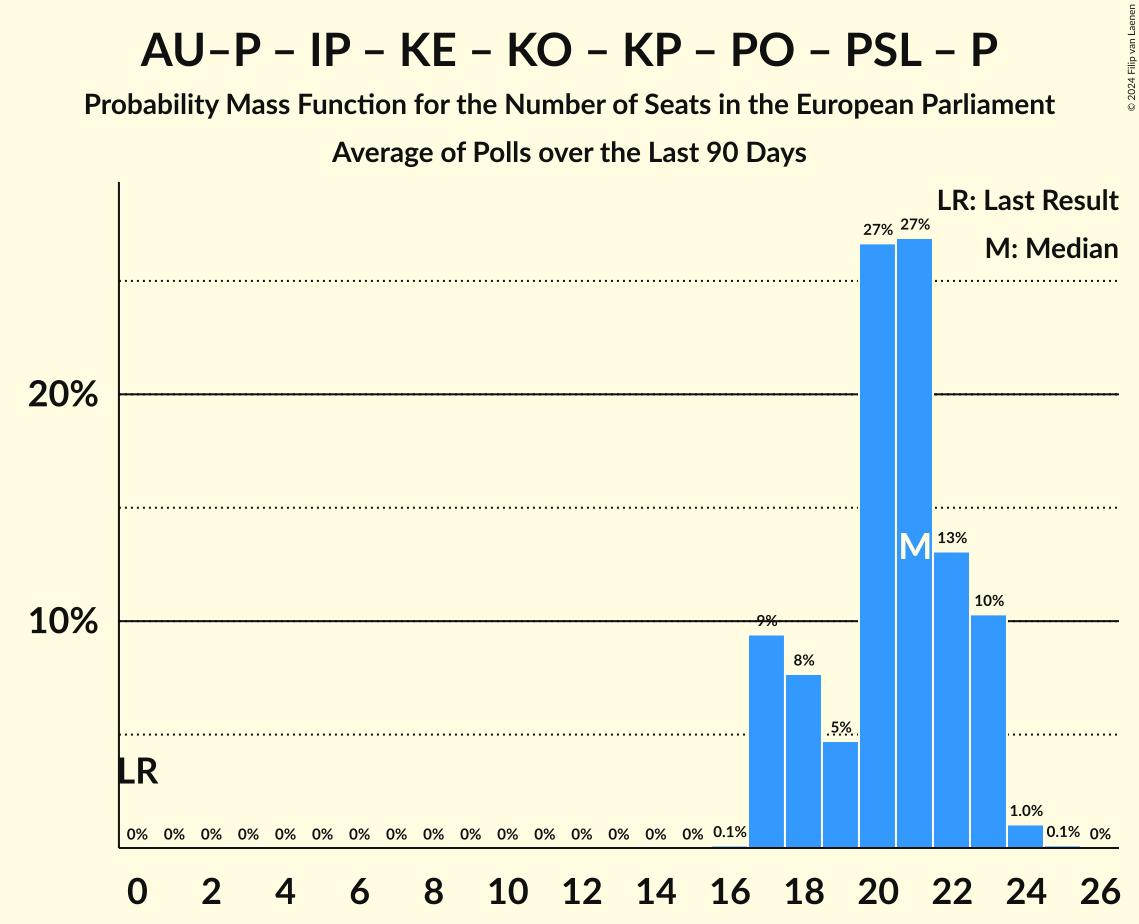 AU–P – IP – KE – KO – KP – PO – PSL – P
Probability Mass Function for the Number of Seats in the European Parliament
Average of Polls over the Last 90 Days
© 2024 Filip van Laenen
LR: Last Result
M: Median
27% 27%
20%
M 13%
10%
10% 9%
8%
5%
LR
0% 0% 0% 0% 0% 0% 0% 0% 0% 0% 0% 0% 0% 0% 0% 0% 0.1% 1.0% 0.1% 0%
0 2 4 6 8 10 12 14 16 18 20 22 24 26